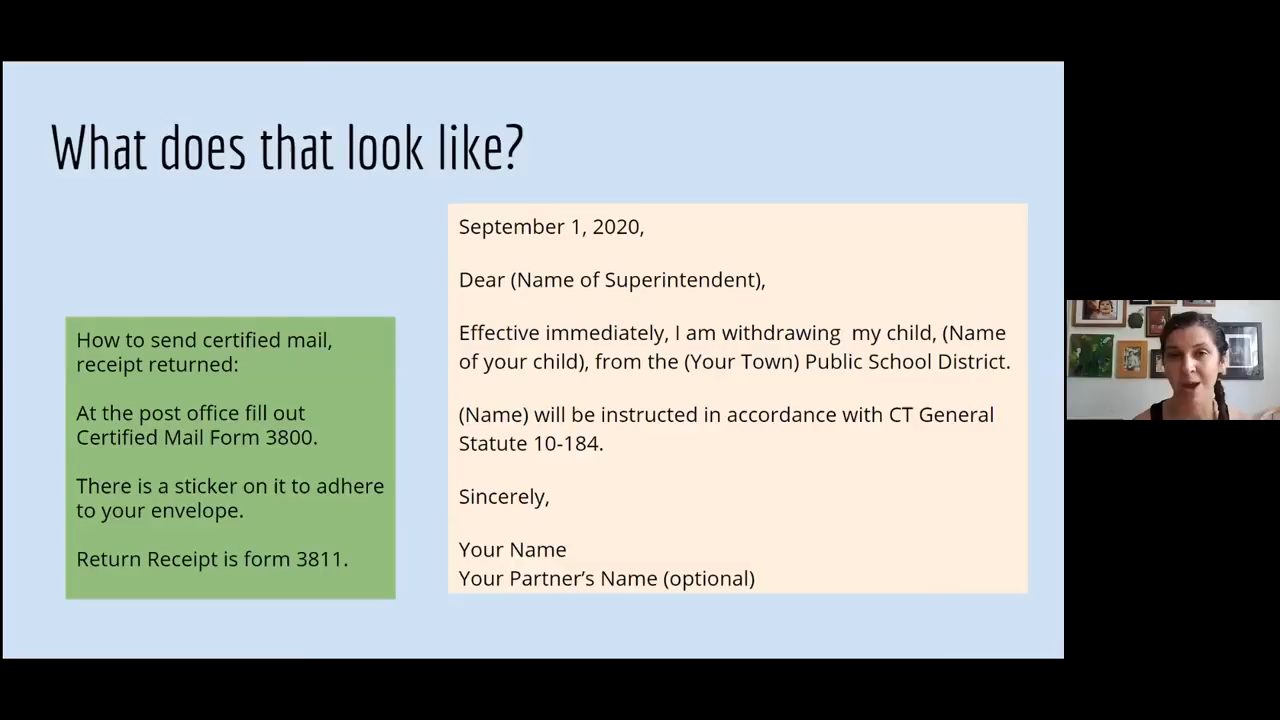 What does that look like?
How to send certified mail,
receipt returned:
At the post office fill out
Certified Mail Form 3800.
There is a sticker on it to adhere
to your envelope.
Return Receipt is form 3811.
September 1, 2020,
Dear (Name of Superintendent),
Effective immediately, I am withdrawing  my child, (Name
of your child), from the (Your Town) Public School District.
(Name) will be instructed in accordance with CT General
Statute 10-184.
Sincerely,
Your Name
Your Partner’s Name (optional)